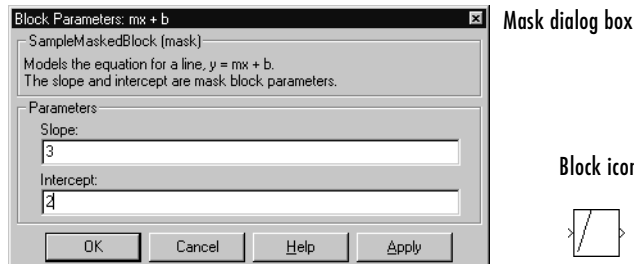 Block Parameters: mx + b
Mask dialog box
SampleMaskedBlock (mask)
Models the equation for a line, y = mx + b.
The slope and intercept are mask block parameters.
Parameters
Slope:
3
Intercept:
2
Block icon
OK Cancel Help Apply